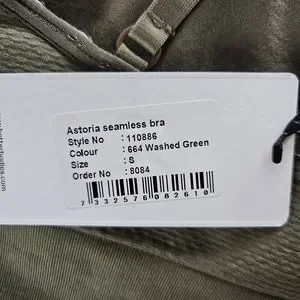 Astoria seamless bra
Style No : 110886
Colour : 664 Washed Green
Size : S
Order No : 8084
7 332576 082610